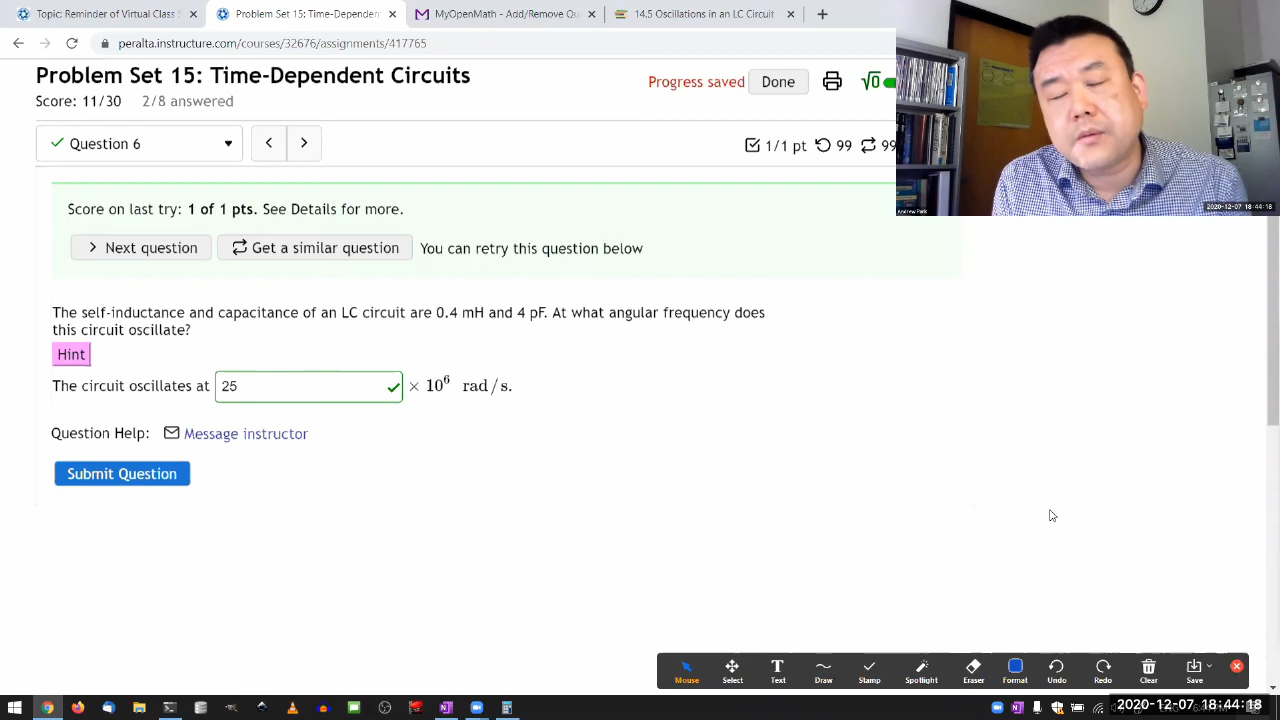 Topic Reminder of Virtual Class
Problem Set 15: Time-Dependent C
MyOpenMath - Add/Remove Qu
14.5 Oscillations in an LC Circuit
peralta.instructure.com/courses/32676/assignments/417765
Problem Set 15: Time-Dependent Circuits
Progress saved
Done
√0
Score: 11/30 2/8 answered
Question 6
1/1 pt 99 99
Score on last try: 1 of 1 pts. See Details for more.
Next question
Get a similar question
You can retry this question below
The self-inductance and capacitance of an LC circuit are 0.4 mH and 4 pF. At what angular frequency does
this circuit oscillate?
Hint
The circuit oscillates at 25 × 10⁶ rad/s.
Question Help: Message instructor
Submit Question
Andrew Park
2020-12-07 18:44:18
Mouse
Select
Text
Draw
Stamp
Spotlight
Eraser
Format
Undo
Redo
Clear
Save
2020-12-07 18:44:18